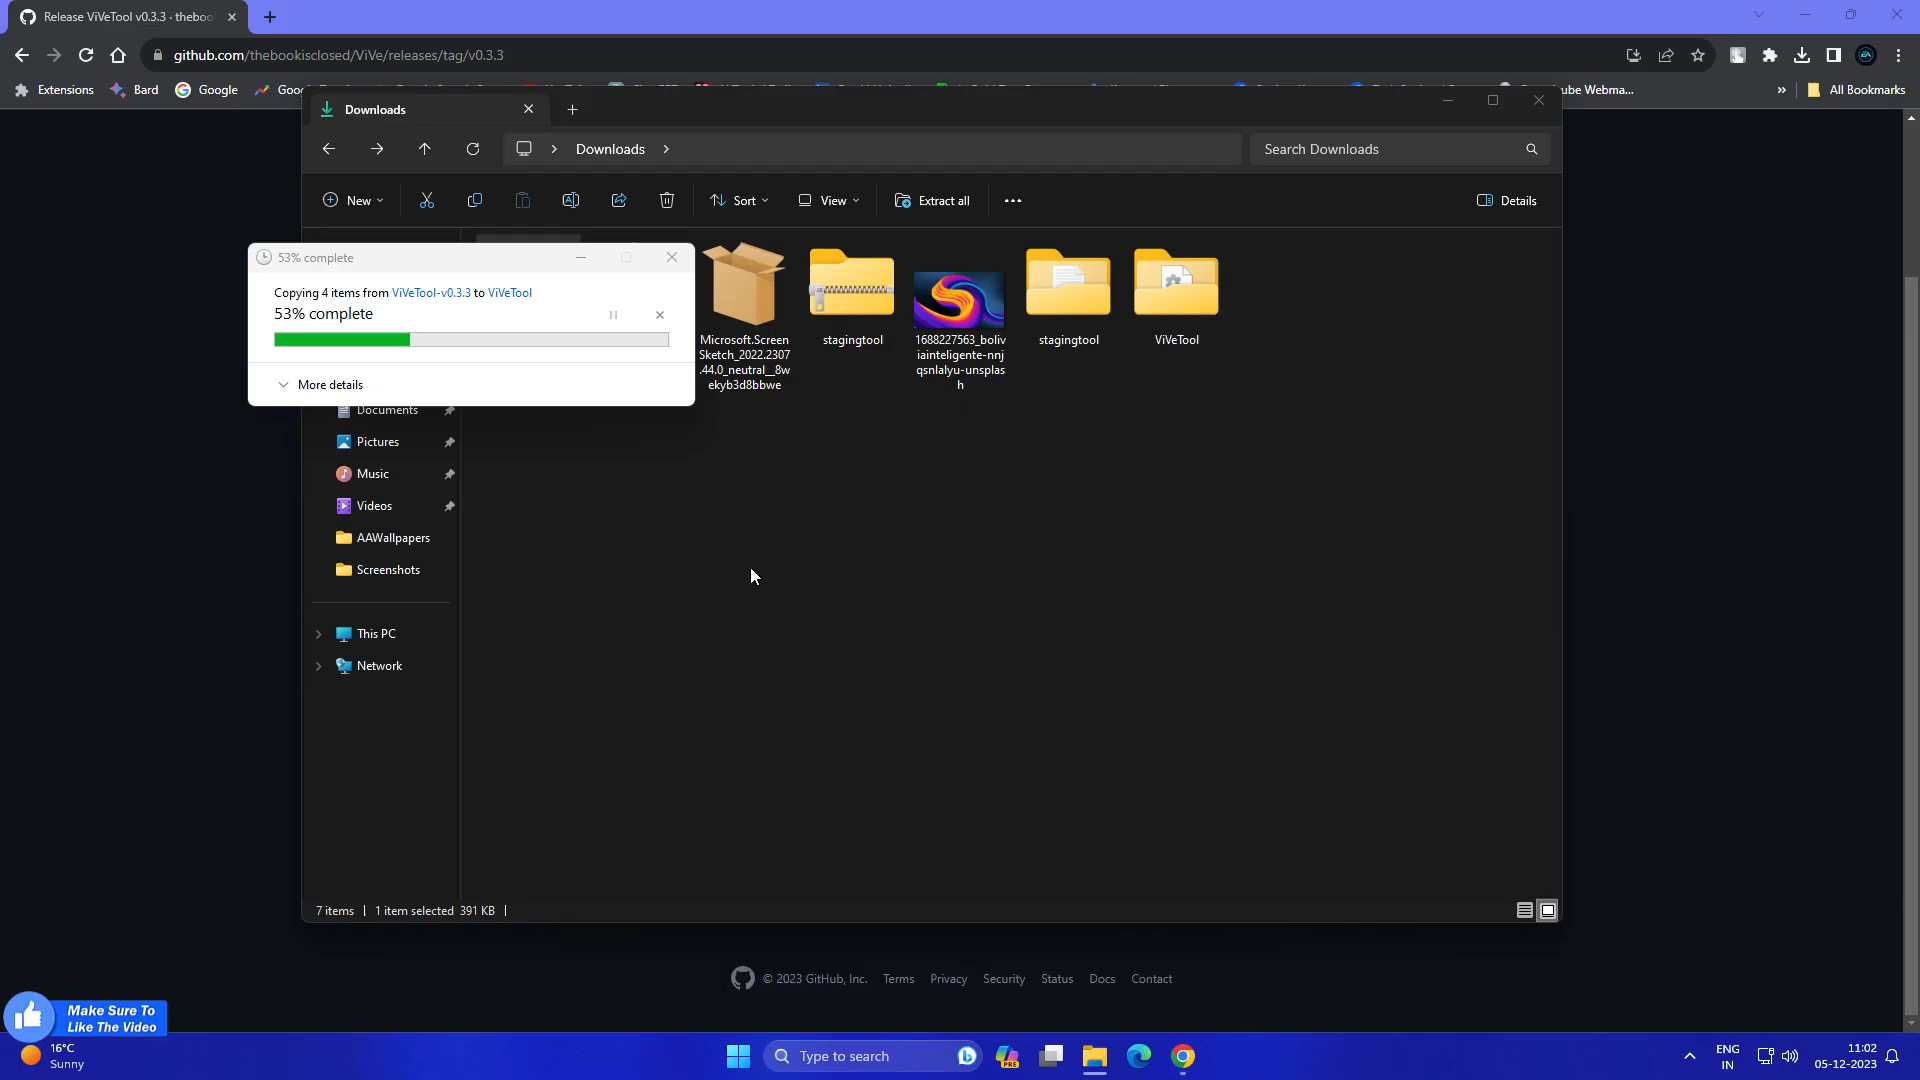 Release ViVeTool v0.3.3 · theboo
github.com/thebookisclosed/ViVe/releases/tag/v0.3.3
Extensions
Bard
Google
All Bookmarks
Downloads
Downloads
Search Downloads
New
Sort
View
Extract all
Details
53% complete
Copying 4 items from ViVeTool-v0.3.3 to ViVeTool
53% complete
More details
Microsoft.Screen
Sketch_2022.2307
.44.0_neutral__8w
ekyb3d8bbwe
stagingtool
1688227563_boliv
iainteligente-nnj
qsnlalyu-unsplas
h
stagingtool
ViVeTool
Documents
Pictures
Music
Videos
AAWallpapers
Screenshots
This PC
Network
7 items
1 item selected 391 KB
© 2023 GitHub, Inc. Terms Privacy Security Status Docs Contact
Make Sure To
Like The Video
16°C
Sunny
Type to search
PRE
ENG
IN
11:02
05-12-2023